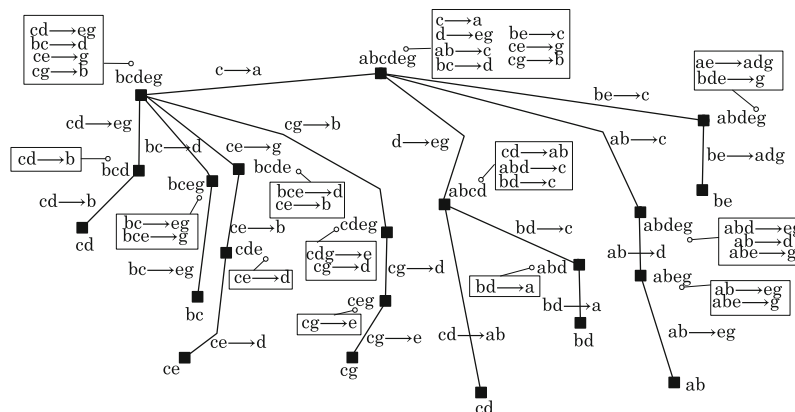 c→a be→c
d→eg ce→g
ab→c cg→b
bc→d
cd→eg
bc→d
ce→g
cg→b
abcdeg
bcdeg
c→a
ae→adg
bde→g
be→c
abdeg
cd→eg
bc→d
ce→g
cg→b
d→eg
ab→c
cd→b
bcd
bceg
bcde
bce→d
ce→b
cd→ab
abd→c
bd→c
abcd
be→adg
be
cd→b
cd
bc→eg
bce→g
ce→b
cdeg
cdg→e
cg→d
bd→c
abdeg
abd→eg
ab→d
abe→g
cde
ce→d
bc→eg
cg→d
bd→a
abd
ab→d
abeg
ab→eg
abe→g
bc
ceg
cg→e
bd→a
ce→d
cg→e
cd→ab
bd
ab→eg
ce
cg
ab
cd